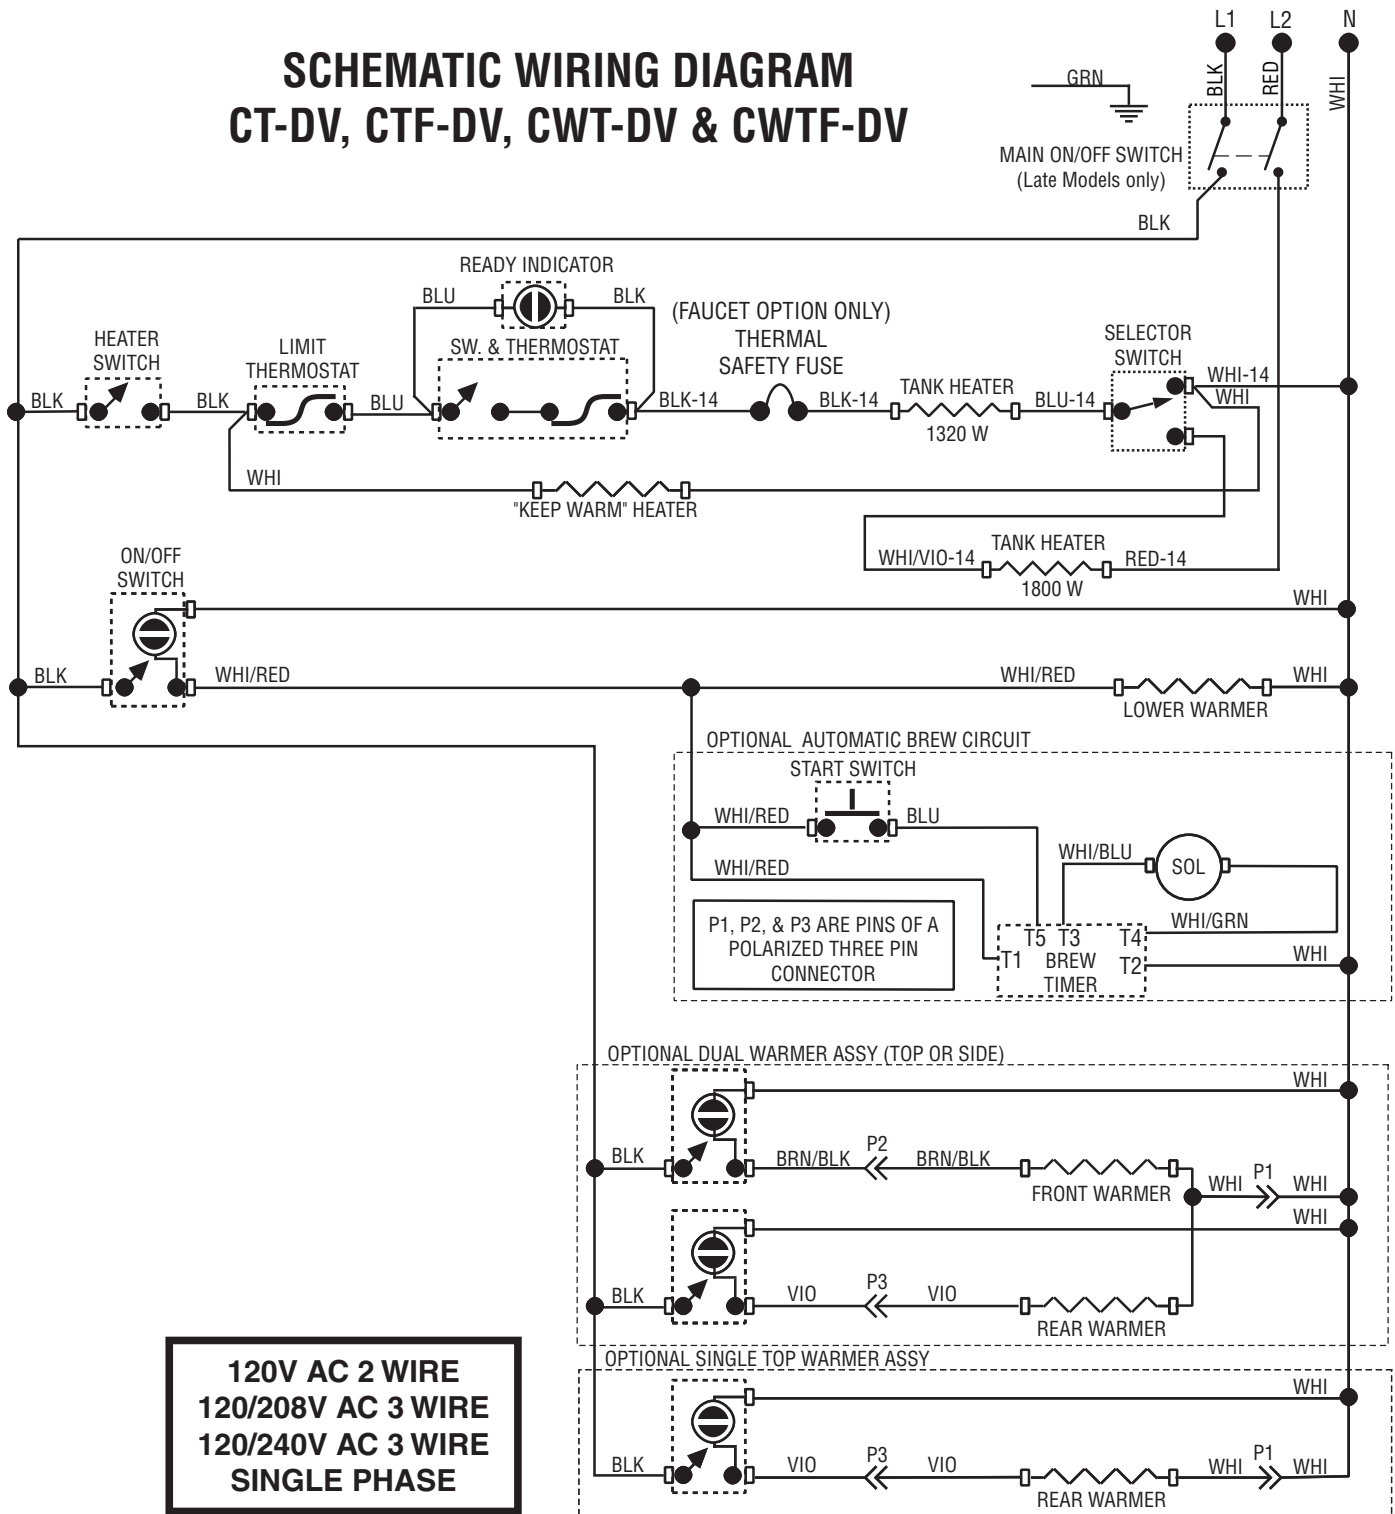 L1 L2 N
SCHEMATIC WIRING DIAGRAM
CT-DV, CTF-DV, CWT-DV & CWTF-DV
GRN
BLK
RED
WHI
MAIN ON/OFF SWITCH
(Late Models only)
BLK
READY INDICATOR
BLU
BLK
HEATER
SWITCH
LIMIT
THERMOSTAT
SW. & THERMOSTAT
(FAUCET OPTION ONLY)
THERMAL
SAFETY FUSE
SELECTOR
SWITCH
BLK
BLK
BLU
BLK-14
BLK-14
TANK HEATER
1320 W
BLU-14
WHI-14
WHI
WHI
"KEEP WARM" HEATER
WHI/VIO-14
TANK HEATER
1800 W
RED-14
ON/OFF
SWITCH
WHI
BLK
WHI/RED
WHI/RED
WHI
LOWER WARMER
OPTIONAL AUTOMATIC BREW CIRCUIT
START SWITCH
WHI/RED
BLU
WHI/RED
WHI/BLU
SOL
WHI/GRN
P1, P2, & P3 ARE PINS OF A
POLARIZED THREE PIN
CONNECTOR
T5 T3 T4
T1 BREW T2
TIMER
WHI
OPTIONAL DUAL WARMER ASSY (TOP OR SIDE)
WHI
BLK
BRN/BLK
P2
BRN/BLK
FRONT WARMER
WHI
P1
WHI
WHI
BLK
VIO
P3
VIO
REAR WARMER
OPTIONAL SINGLE TOP WARMER ASSY
WHI
BLK
VIO
P3
VIO
REAR WARMER
WHI
P1
WHI
120V AC 2 WIRE
120/208V AC 3 WIRE
120/240V AC 3 WIRE
SINGLE PHASE